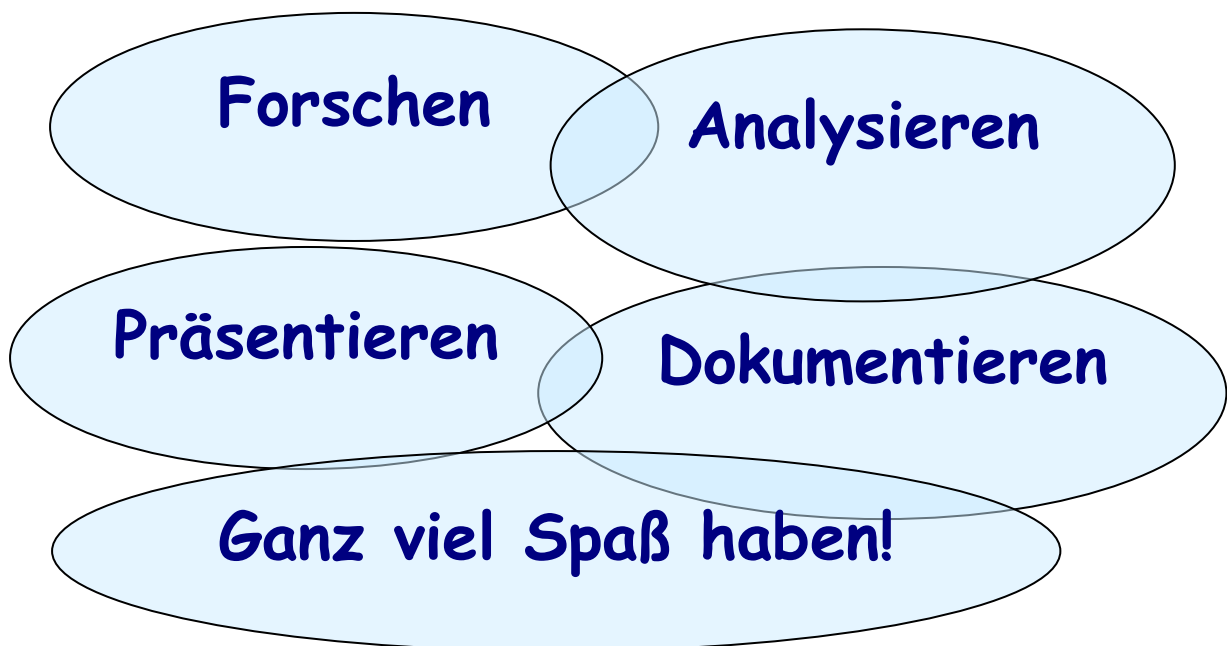 Forschen
Analysieren
Präsentieren
Dokumentieren
Ganz viel Spaß haben!